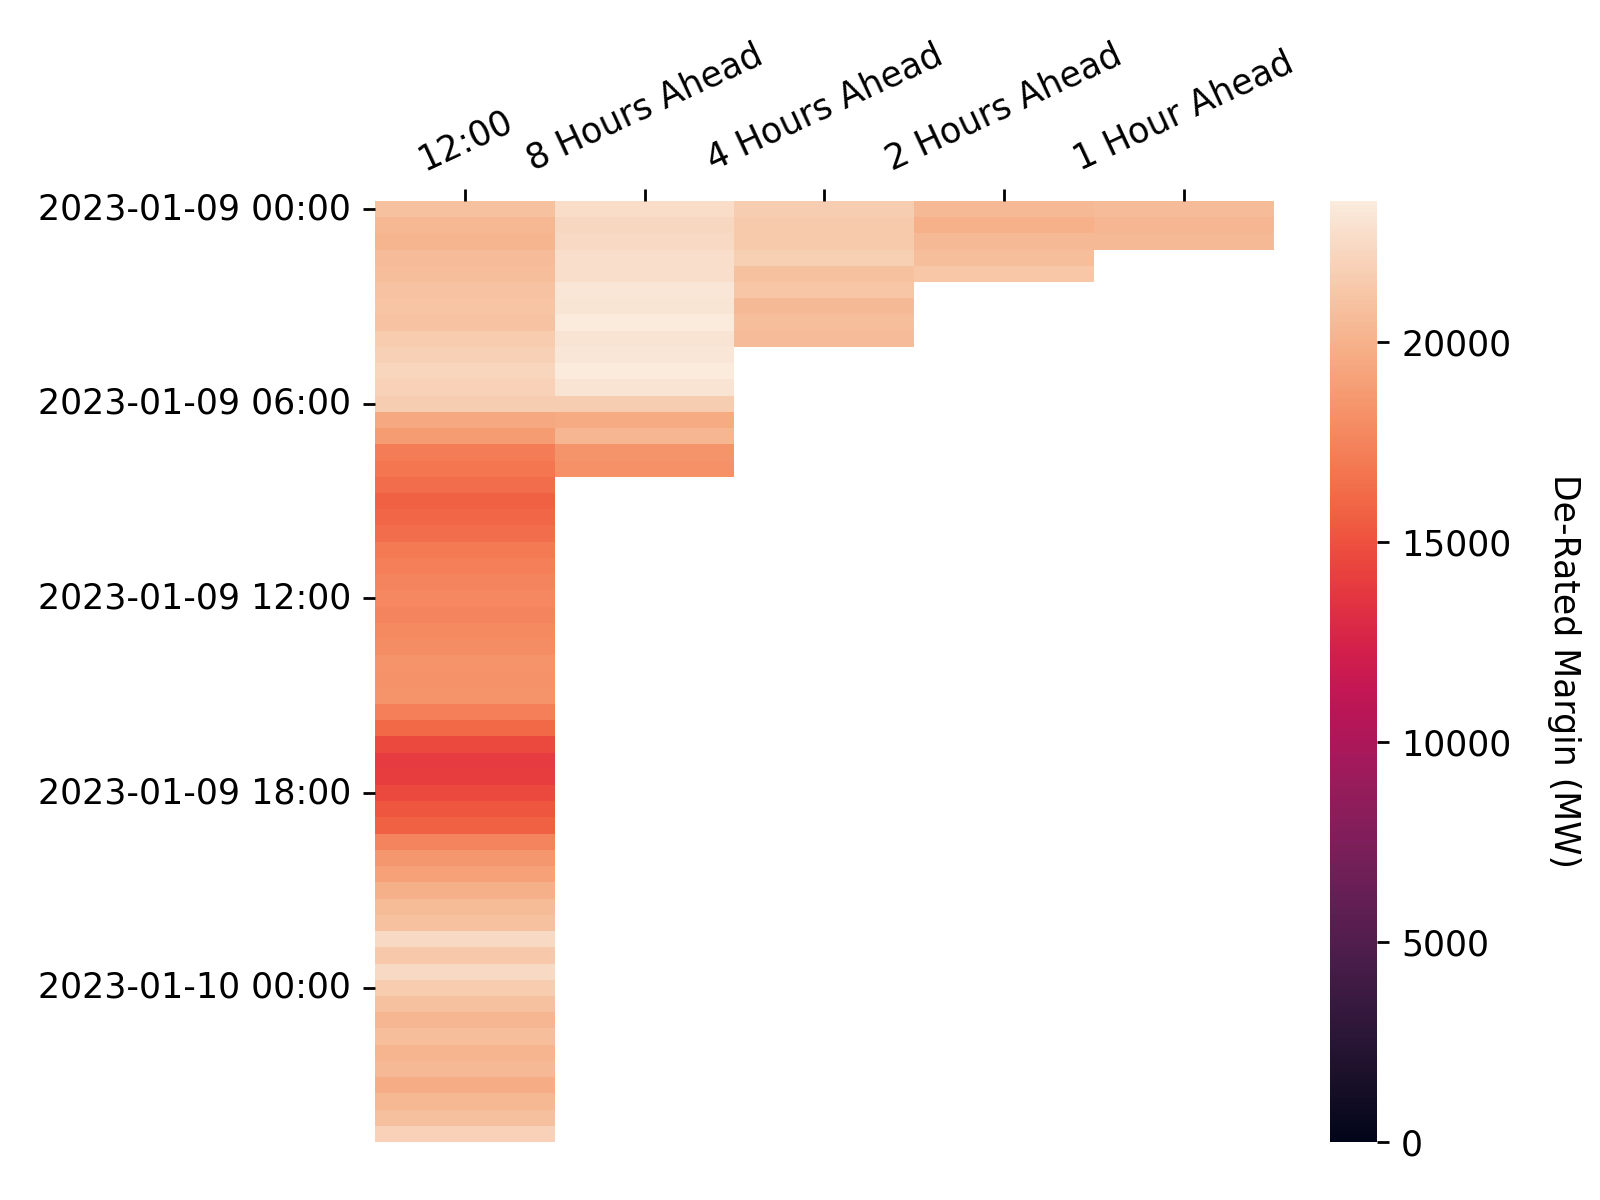 12:00
8 Hours Ahead
4 Hours Ahead
2 Hours Ahead
1 Hour Ahead
2023-01-09 00:00
2023-01-09 06:00
2023-01-09 12:00
2023-01-09 18:00
2023-01-10 00:00
20000
15000
10000
5000
0
De-Rated Margin (MW)